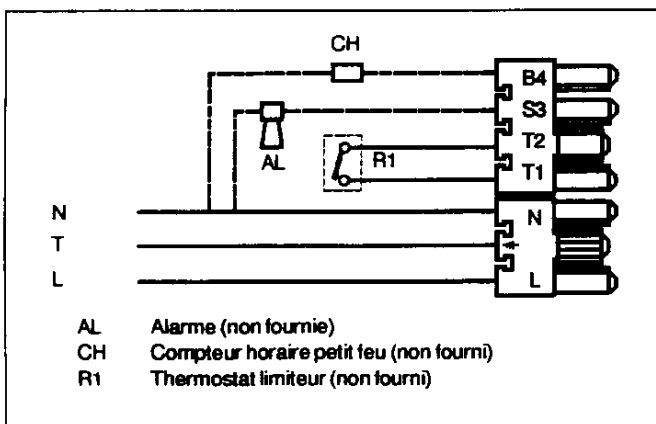 CH
B4
S3
AL
T2
R1
T1
N
N
T
L
L
AL Alarme (non fournie)
CH Compteur horaire petit feu (non fourni)
R1 Thermostat limiteur (non fourni)